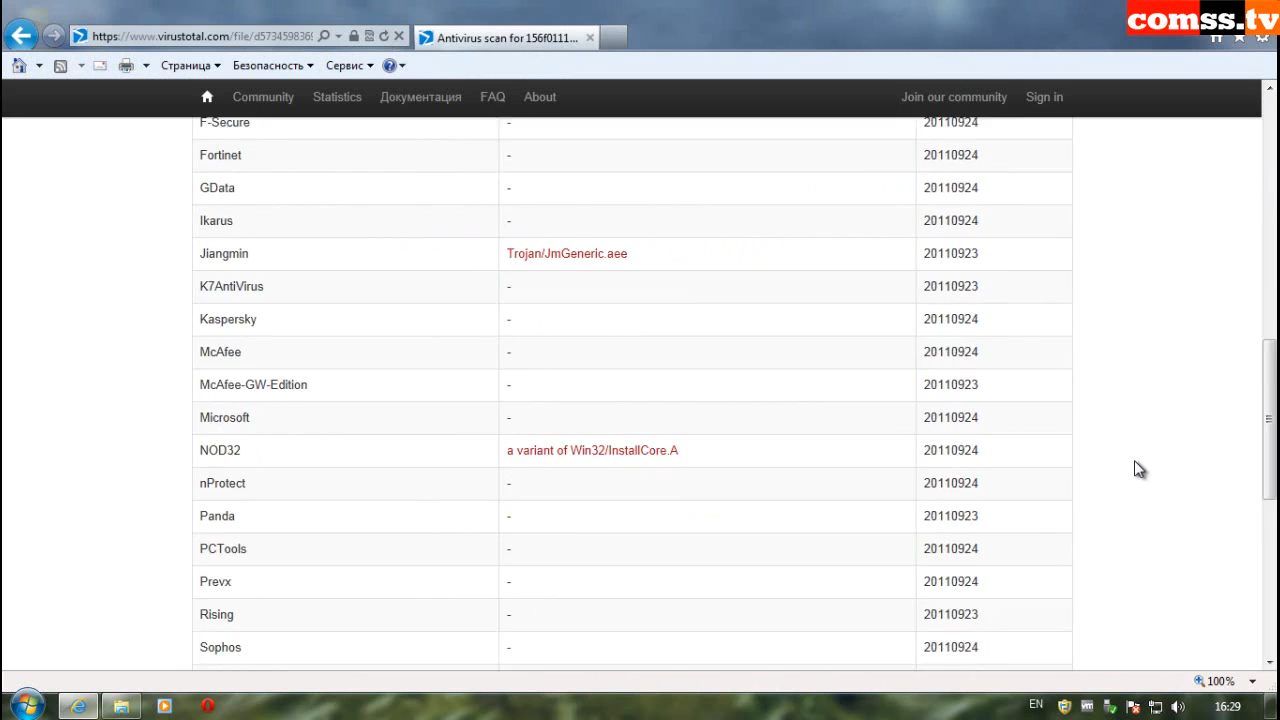 comss.tv
https://www.virustotal.com/file/d573459836
Antivirus scan for 156f0111...
Страница
Безопасность
Сервис
Community
Statistics
Документация
FAQ
About
Join our community
Sign in
F-Secure - 20110924
Fortinet - 20110924
GData - 20110924
Ikarus - 20110924
Jiangmin Trojan/JmGeneric.aee 20110923
K7AntiVirus - 20110923
Kaspersky - 20110924
McAfee - 20110924
McAfee-GW-Edition - 20110923
Microsoft - 20110924
NOD32 a variant of Win32/InstallCore.A 20110924
nProtect - 20110924
Panda - 20110923
PCTools - 20110924
Prevx - 20110924
Rising - 20110923
Sophos - 20110924
100%
EN
16:29